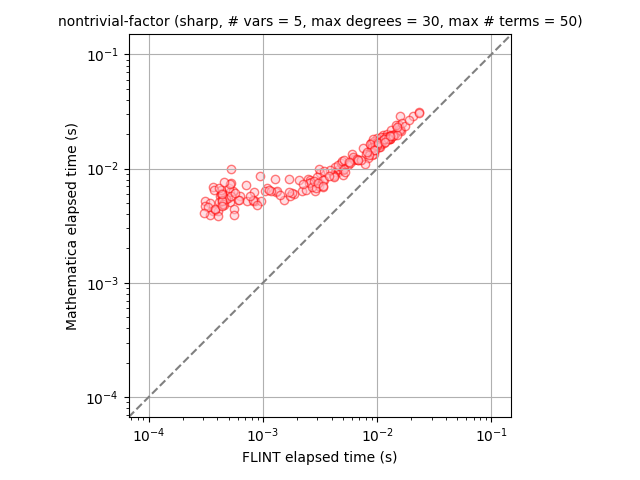 nontrivial-factor (sharp, # vars = 5, max degrees = 30, max # terms = 50)
Mathematica elapsed time (s)
10⁻¹
10⁻²
10⁻³
10⁻⁴
10⁻⁴ 10⁻³ 10⁻² 10⁻¹
FLINT elapsed time (s)